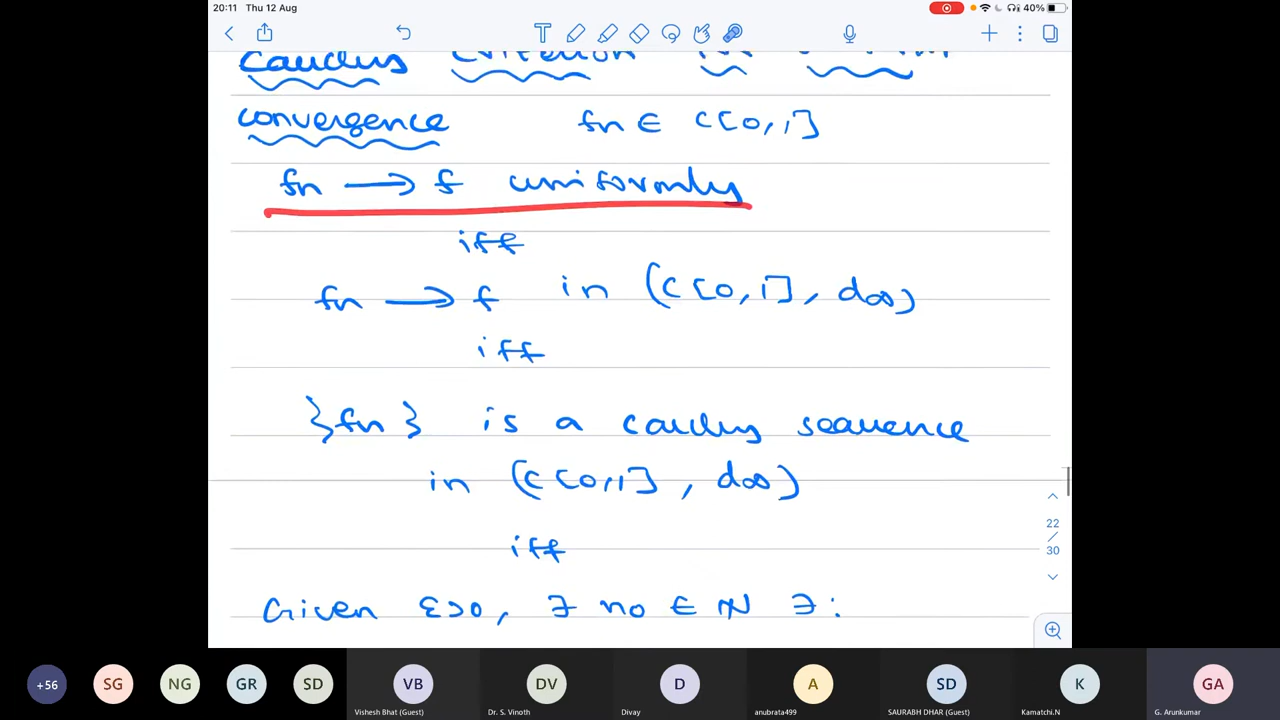 20:11 Thu 12 Aug
40%
Cauchy Criterion
convergence fn ∈ C[0,1]
fn → f uniformly
iff
fn → f in (C[0,1], d∞)
iff
{fn} is a cauchy sequence
in (C[0,1], d∞)
iff
Given ε>0, ∃ n0 ∈ ℕ ∋:
22
/
30
+56 SG NG GR SD VB DV D A SD K GA
Vishesh Bhat (Guest) Dr. S. Vinoth Divay anubrata499 SAURABH DHAR (Guest) Kamatchi.N G. Arunkumar